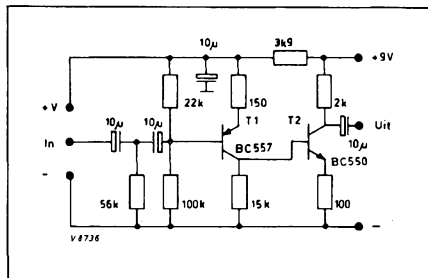 10µ
3k9
+9V
+V
22k
150
2k
10µ
10µ
T1
T2
Uit
In
10µ
BC557
BC550
-
56k
100k
15k
100
-
V8736